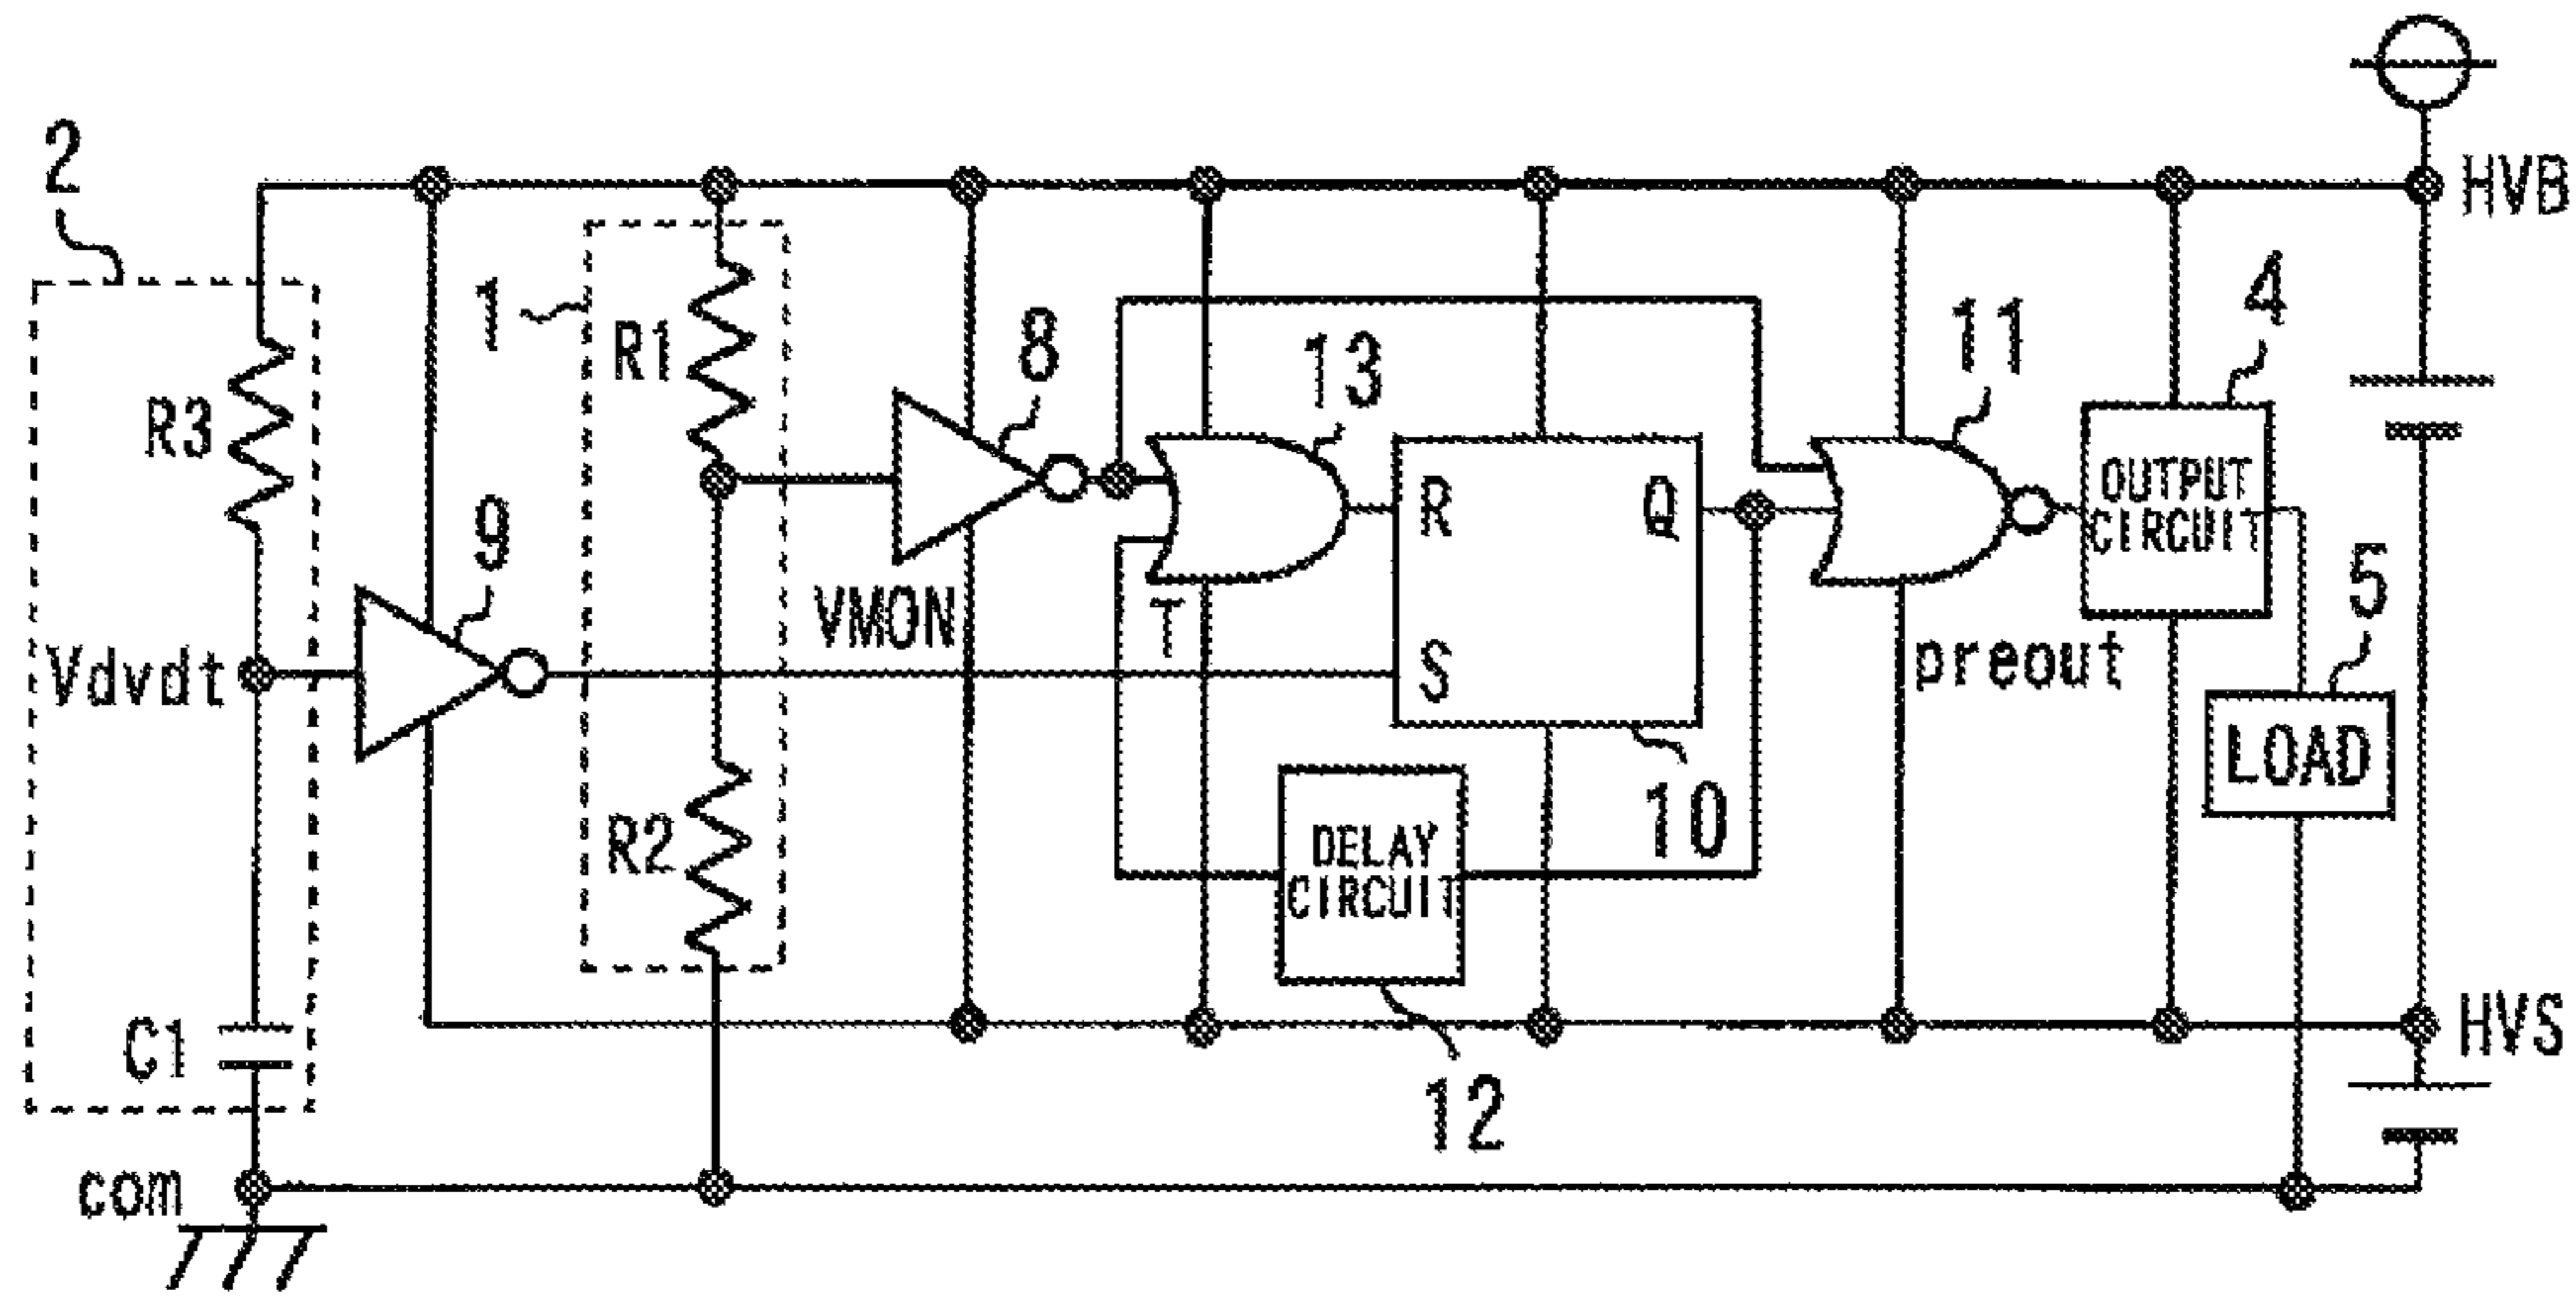 HVB
2
1
R1
8
13
11
4
R3
9
R
Q
OUTPUT
CIRCUIT
5
VMON
T
Vdvdt
S
preout
LOAD
10
R2
DELAY
CIRCUIT
C1
12
HVS
com